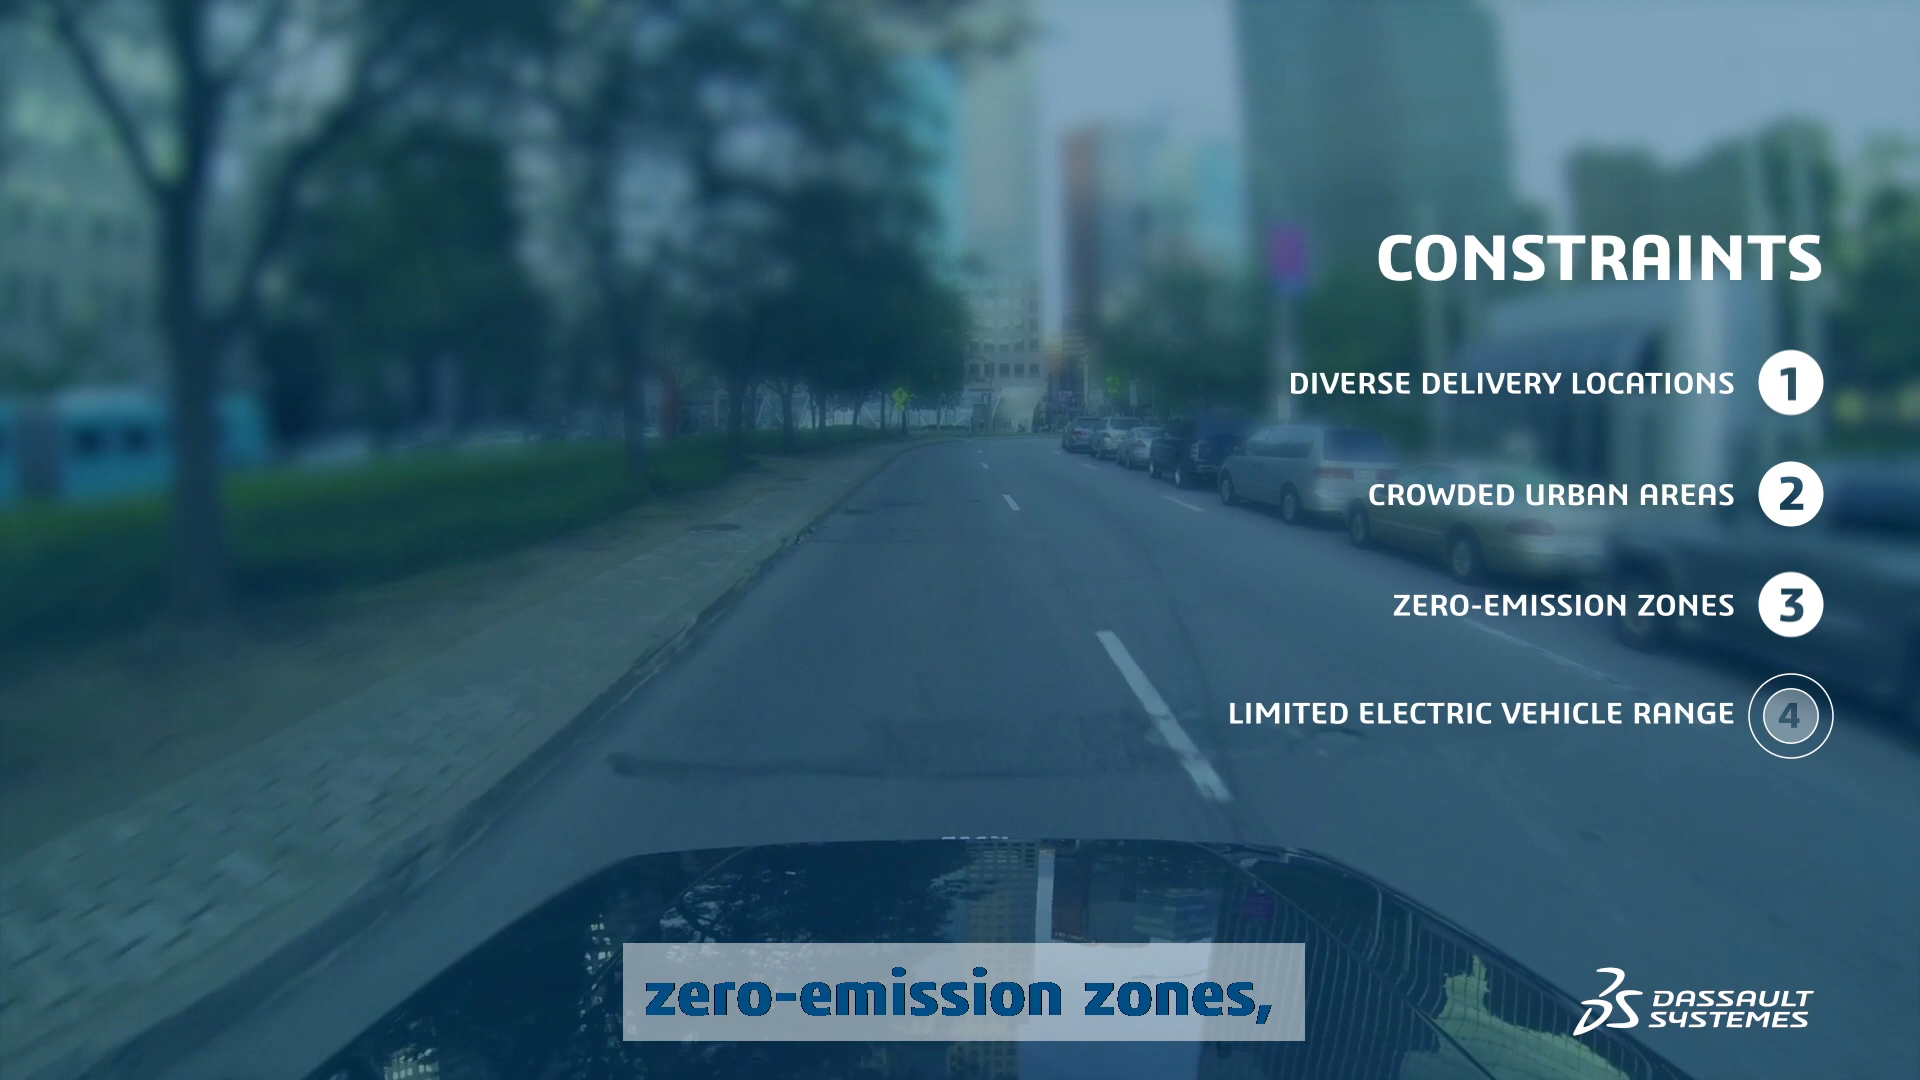 CONSTRAINTS
DIVERSE DELIVERY LOCATIONS 1
CROWDED URBAN AREAS 2
ZERO-EMISSION ZONES 3
LIMITED ELECTRIC VEHICLE RANGE 4
zero-emission zones,
DASSAULT
SYSTEMES